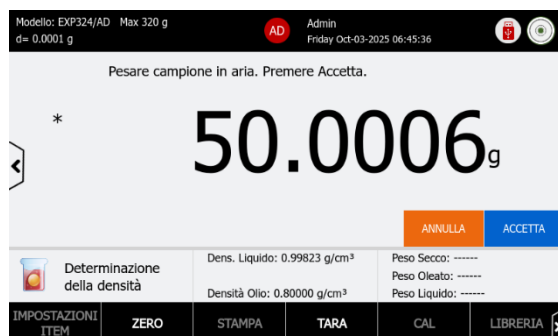 Modello: EXP324/AD Max 320 g
d= 0.0001 g
AD
Admin
Friday Oct-03-2025 06:45:36
Pesare campione in aria. Premere Accetta.
*
50.0006 g
ANNULLA
ACCETTA
Determinazione
della densità
Dens. Liquido: 0.99823 g/cm³
Densità Olio: 0.80000 g/cm³
Peso Secco: ------
Peso Oleato: ------
Peso Liquido: ------
IMPOSTAZIONI
ITEM
ZERO
STAMPA
TARA
CAL
LIBRERIA